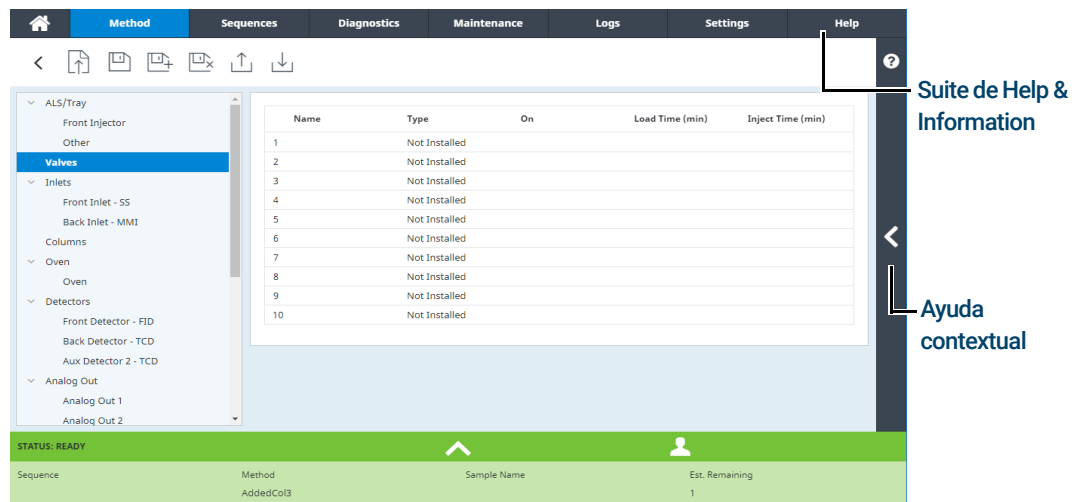 Method Sequences Diagnostics Maintenance Logs Settings Help
?
Suite de Help &
Information
ALS/Tray
Front Injector
Other
Valves
Inlets
Front Inlet - SS
Back Inlet - MMI
Columns
Oven
Oven
Detectors
Front Detector - FID
Back Detector - TCD
Aux Detector 2 - TCD
Analog Out
Analog Out 1
Analog Out 2
Name Type On Load Time (min) Inject Time (min)
1 Not Installed
2 Not Installed
3 Not Installed
4 Not Installed
5 Not Installed
6 Not Installed
7 Not Installed
8 Not Installed
9 Not Installed
10 Not Installed
Ayuda
contextual
STATUS: READY
Sequence Method Sample Name Est. Remaining
AddedCol3 1